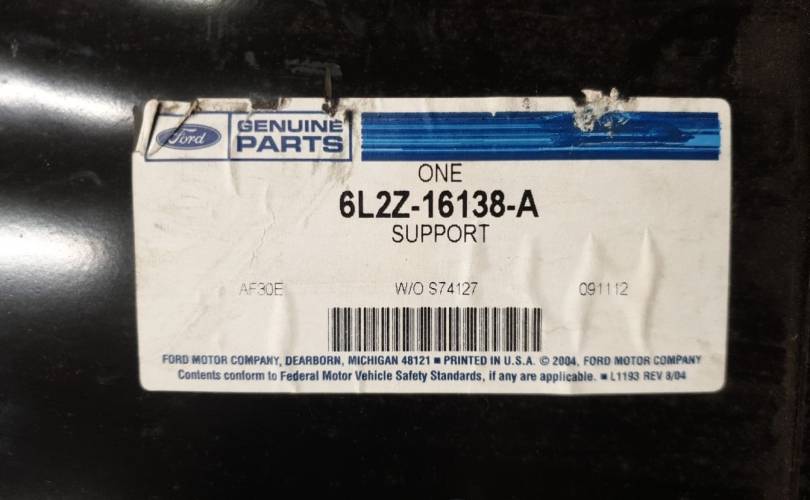 Ford
GENUINE
PARTS
ONE
6L2Z-16138-A
SUPPORT
AF30E W/O S74127 091112
FORD MOTOR COMPANY, DEARBORN, MICHIGAN 48121 ■ PRINTED IN U.S.A. © 2004, FORD MOTOR COMPANY
Contents conform to Federal Motor Vehicle Safety Standards, if any are applicable. ■ L1193 REV 8/04